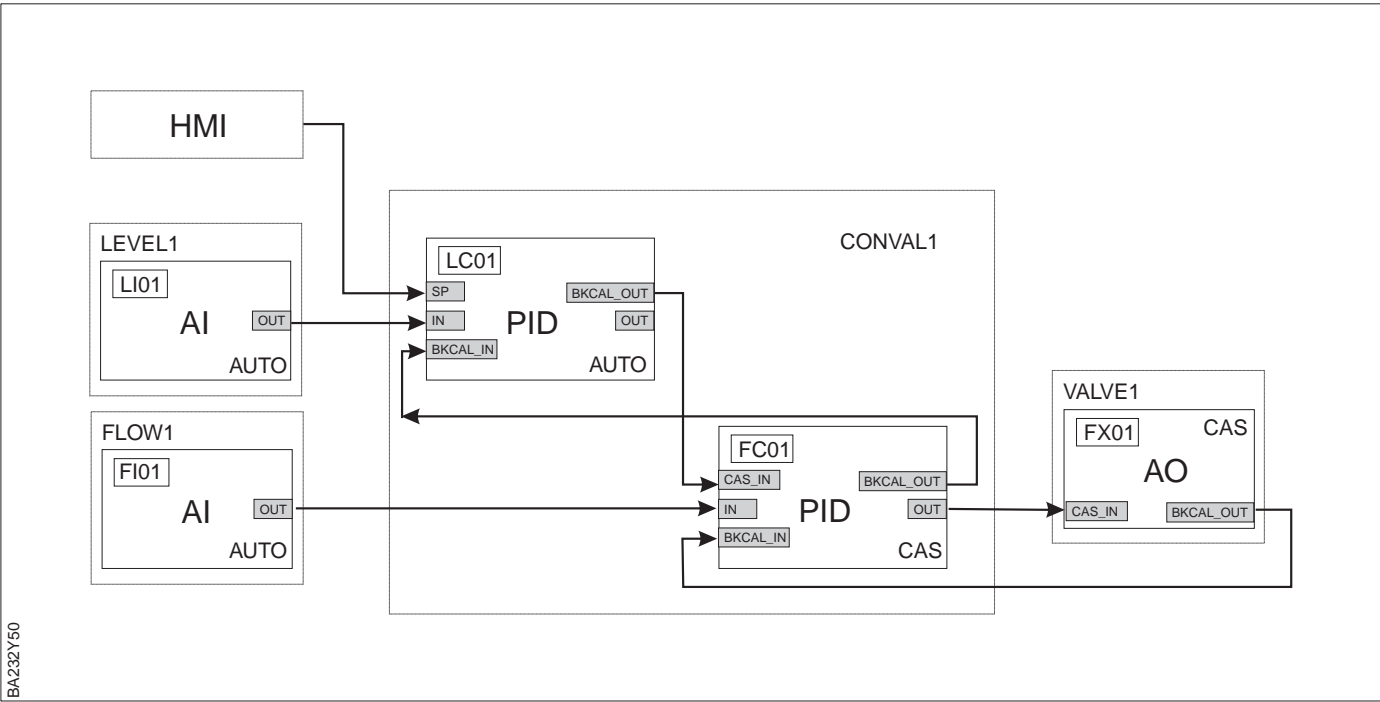 HMI
LEVEL1
LI01
AI
OUT
AUTO
FLOW1
FI01
AI
OUT
AUTO
CONVAL1
LC01
SP
BKCAL_OUT
IN
PID
OUT
BKCAL_IN
AUTO
FC01
CAS_IN
BKCAL_OUT
IN
PID
OUT
BKCAL_IN
CAS
VALVE1
FX01
CAS
AO
CAS_IN
BKCAL_OUT
BA232Y50